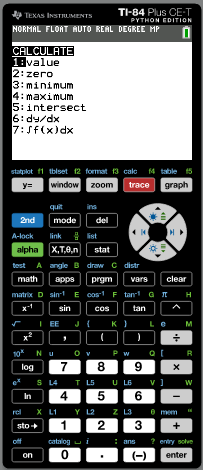 TEXAS INSTRUMENTS TI-84 Plus CE-T
PYTHON EDITION
NORMAL FLOAT AUTO REAL DEGREE MP
CALCULATE
1:value
2:zero
3:minimum
4:maximum
5:intersect
6:dy/dx
7:∫f(x)dx
statplot f1 tblset f2 format f3 calc f4 table f5
y= window zoom trace graph
quit ins
2nd mode del
A-lock link list
alpha X,T,θ,n stat
test A angle B draw C distr
math apps prgm vars clear
matrix D sin⁻¹ E cos⁻¹ F tan⁻¹ G π H
x⁻¹ sin cos tan ^
√ I EE J { K } L e M
x² , ( ) ÷
10ˣ N u O v P w Q [ R
log 7 8 9 ×
eˣ S L4 T L5 U L6 V ] W
ln 4 5 6 −
rcl X L1 Y L2 Z L3 θ mem "
sto→ 1 2 3 +
off catalog i : ans ? entry solve
on 0 . (−) enter